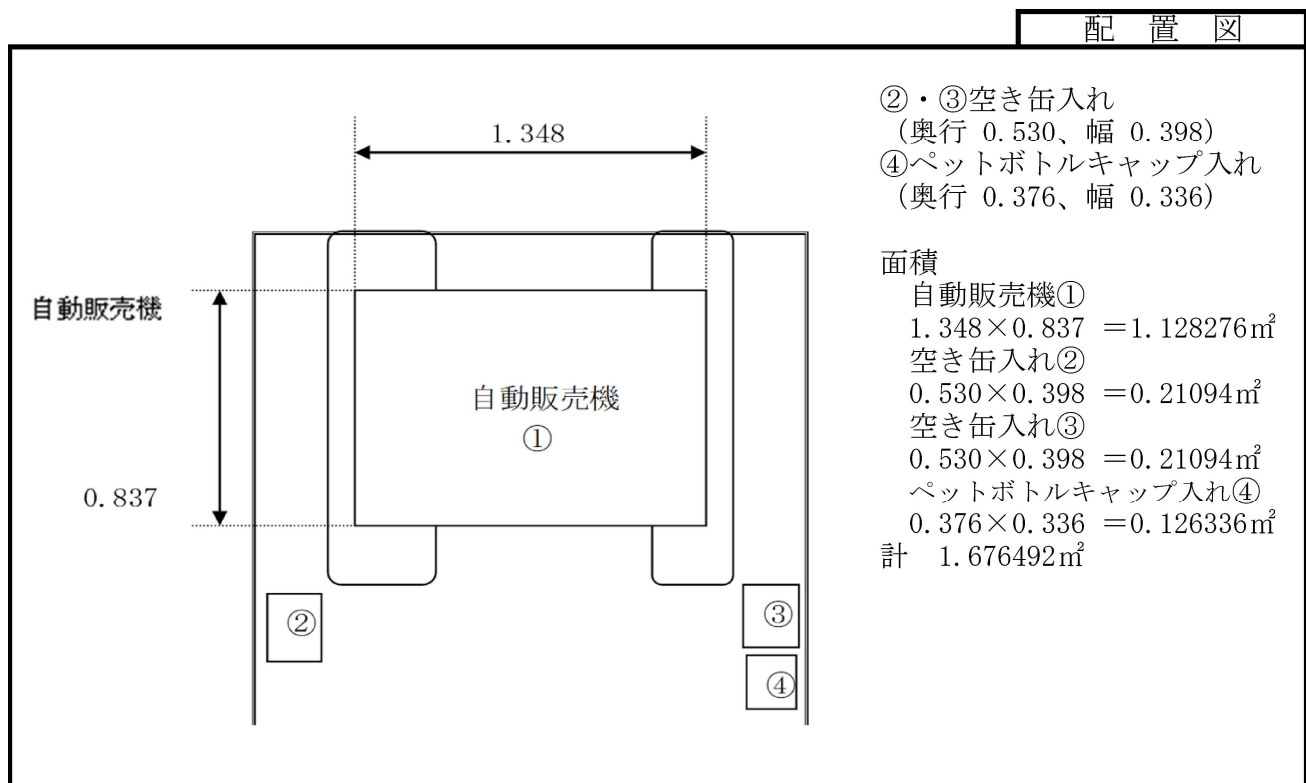 配 置 図
1.348
自動販売機
0.837
自動販売機
①
②
③
④
②・③空き缶入れ
（奥行 0.530、幅 0.398）
④ペットボトルキャップ入れ
（奥行 0.376、幅 0.336）
面積
自動販売機①
1.348×0.837 ＝1.128276㎡
空き缶入れ②
0.530×0.398 ＝0.21094㎡
空き缶入れ③
0.530×0.398 ＝0.21094㎡
ペットボトルキャップ入れ④
0.376×0.336 ＝0.126336㎡
計　1.676492㎡